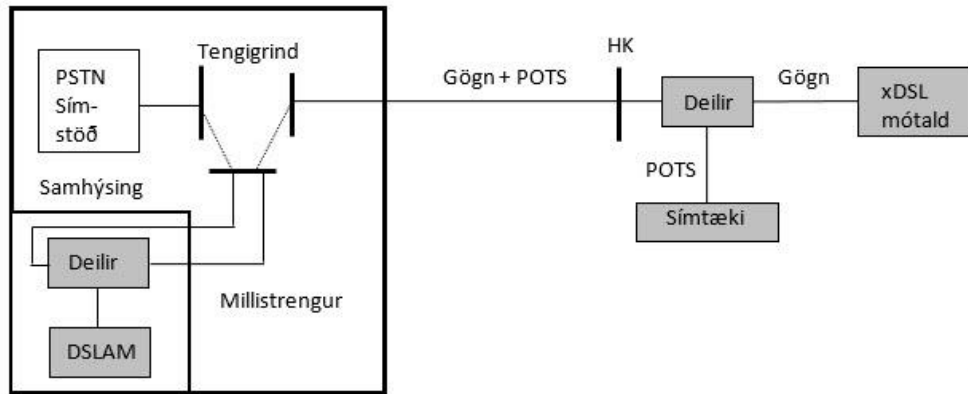 Tengigrind
PSTN
Sím-
stöð
Gögn + POTS
HK
Deilir
Gögn
xDSL
mótald
POTS
Símtæki
Samhýsing
Deilir
Millistrengur
DSLAM